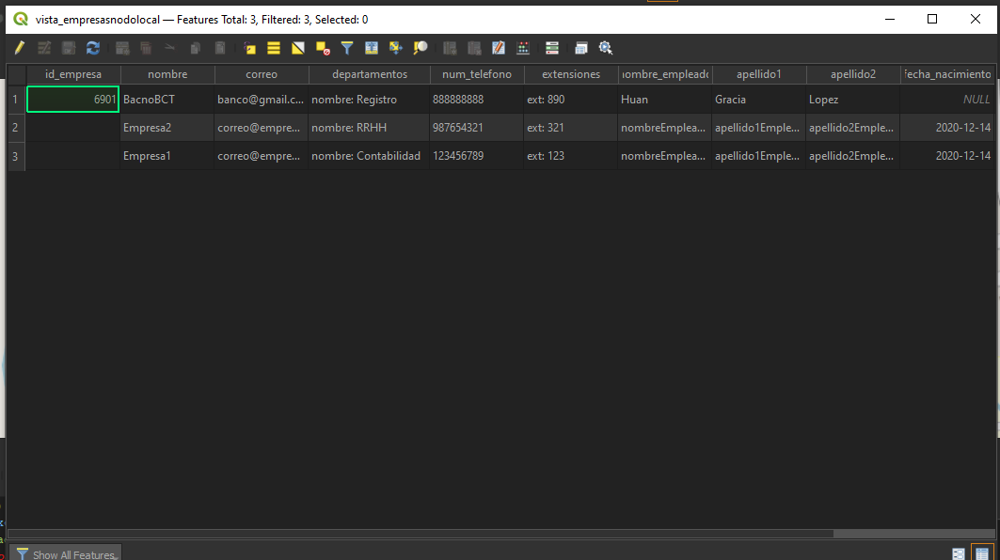 vista_empresasnodolocal — Features Total: 3, Filtered: 3, Selected: 0
id_empresa nombre correo departamentos num_telefono extensiones ombre_empleado apellido1 apellido2 fecha_nacimiento
1 6901 BacnoBCT banco@gmail.c... nombre: Registro 888888888 ext: 890 Huan Gracia Lopez NULL
2 Empresa2 correo@empre... nombre: RRHH 987654321 ext: 321 nombreEmplea... apellido1Emple... apellido2Emple... 2020-12-14
3 Empresa1 correo@empre... nombre: Contabilidad 123456789 ext: 123 nombreEmplea... apellido1Emple... apellido2Emple... 2020-12-14
Show All Features